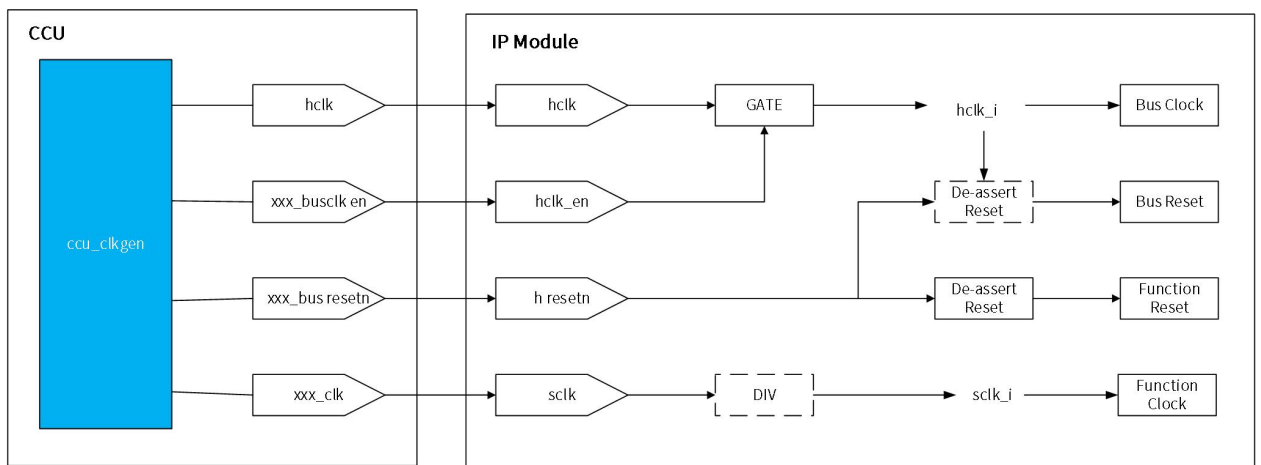 CCU
ccu_clkgen
hclk
xxx_busclk en
xxx_bus resetn
xxx_clk
IP Module
hclk
GATE
hclk_i
Bus Clock
hclk_en
De-assert
Reset
Bus Reset
h resetn
De-assert
Reset
Function
Reset
sclk
DIV
sclk_i
Function
Clock